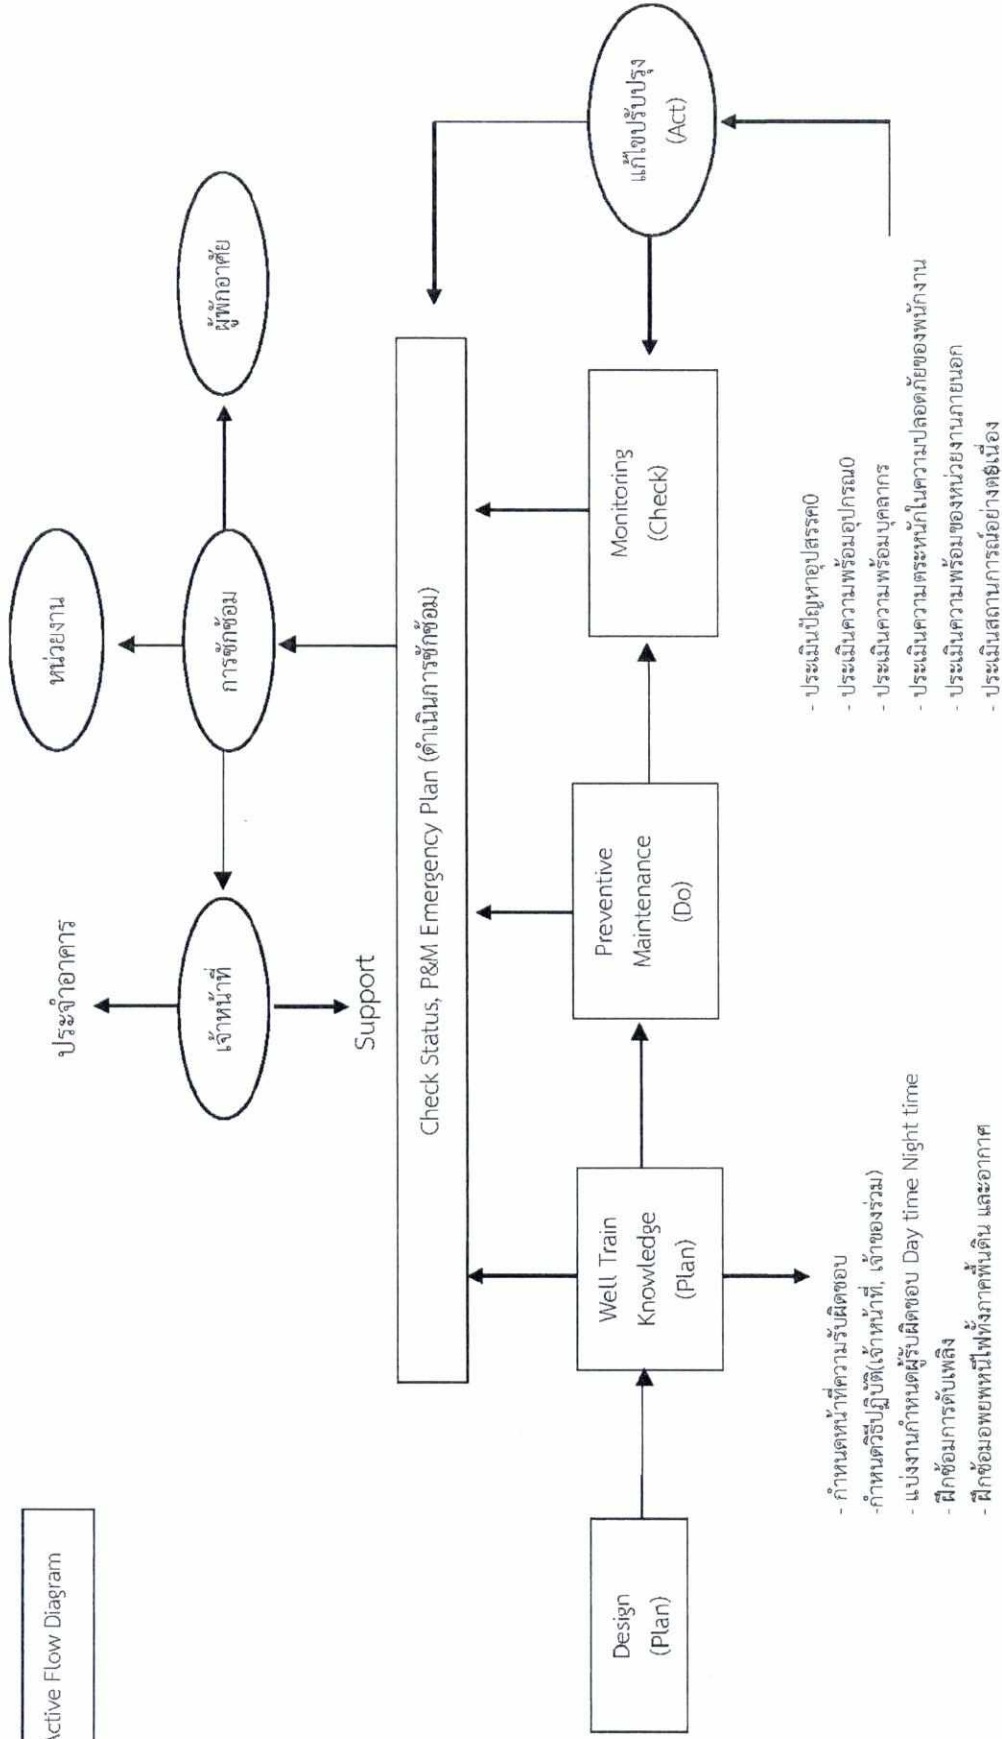 Active Flow Diagram
ประจำอาคาร
เจ้าหน้าที่
Support
หน่วยงาน
การซักซ้อม
ผู้พักอาศัย
Check Status, P&M Emergency Plan (ดำเนินการซักซ้อม)
Design
(Plan)
Well Train
Knowledge
(Plan)
Preventive
Maintenance
(Do)
Monitoring
(Check)
แก้ไขปรับปรุง
(Act)
- กำหนดหน้าที่ความรับผิดชอบ
-กำหนดวิธีปฏิบัติ(เจ้าหน้าที่, เจ้าของร่วม)
- แบ่งงานกำหนดผู้รับผิดชอบ Day time Night time
- ฝึกซ้อมการดับเพลิง
- ฝึกซ้อมอพยพหนีไฟทั้งภาคพื้นดิน และอากาศ
- ประเมินปัญหาอุปสรรค0
- ประเมินความพร้อมอุปกรณ0
- ประเมินความพร้อมบุคลากร
- ประเมินความตระหนักในความปลอดภัยของพนักงาน
- ประเมินความพร้อมของหน่วยงานภายนอก
- ประเมินสถานการณ์อย่าง